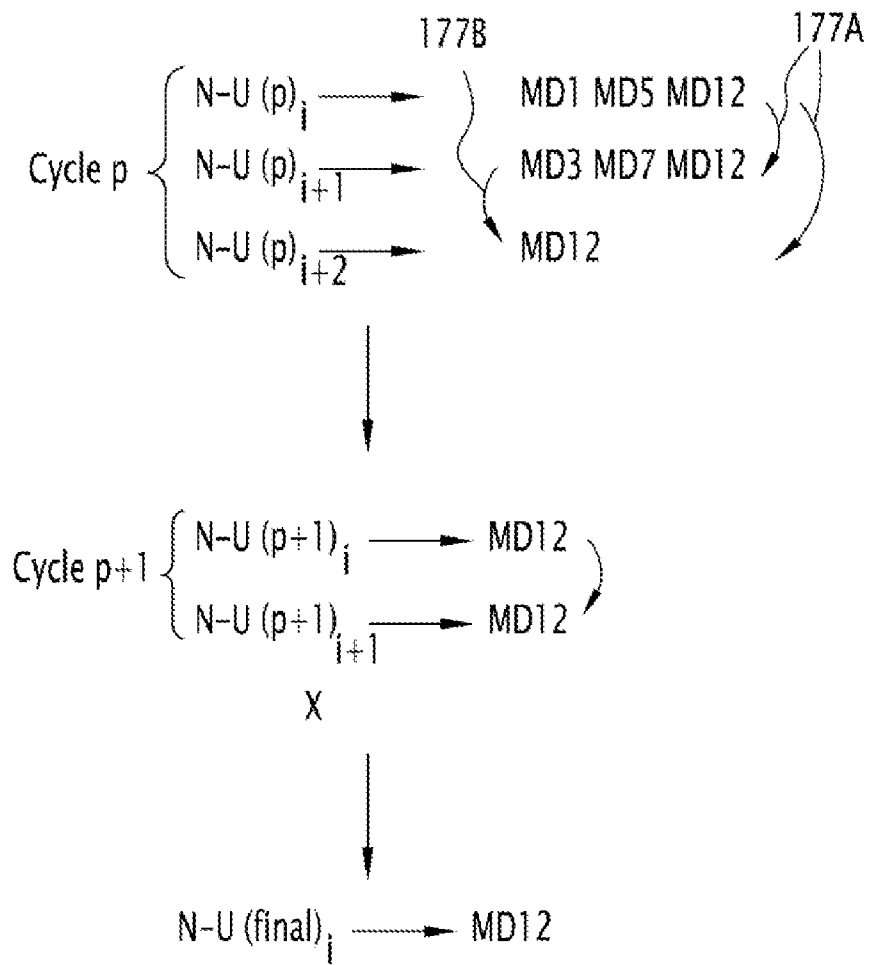 177B 177A
N-U (p)i → MD1 MD5 MD12
Cycle p { N-U (p)i+1 → MD3 MD7 MD12
N-U (p)i+2 → MD12
N-U (p+1)i → MD12
Cycle p+1 { N-U (p+1)i+1 → MD12
X
N-U (final)i → MD12